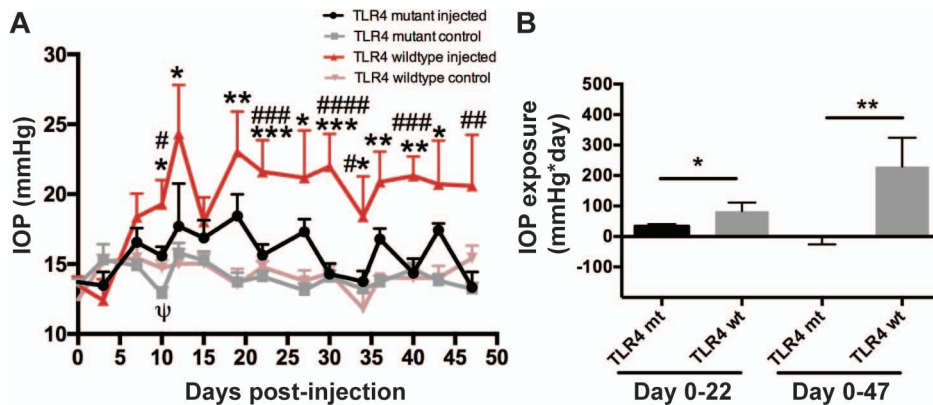 A
TLR4 mutant injected
TLR4 mutant control
TLR4 wildtype injected
TLR4 wildtype control
IOP (mmHg)
30
25
20
15
10
#
*
*
**
###
***
*
####
***
#*
**
###
**
*
##
ψ
0 5 10 15 20 25 30 35 40 45 50
Days post-injection
B
IOP exposure
(mmHg*day)
500
400
300
200
100
0
-100
*
**
TLR4 mt
TLR4 wt
TLR4 mt
TLR4 wt
Day 0-22
Day 0-47